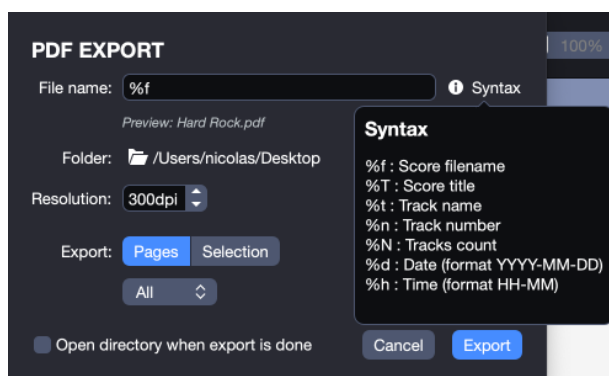 PDF EXPORT
100%
File name: %f Syntax
Preview: Hard Rock.pdf
Folder: /Users/nicolas/Desktop
Resolution: 300dpi
Export: Pages Selection
All
Open directory when export is done
Cancel Export
Syntax
%f : Score filename
%T : Score title
%t : Track name
%n : Track number
%N : Tracks count
%d : Date (format YYYY-MM-DD)
%h : Time (format HH-MM)